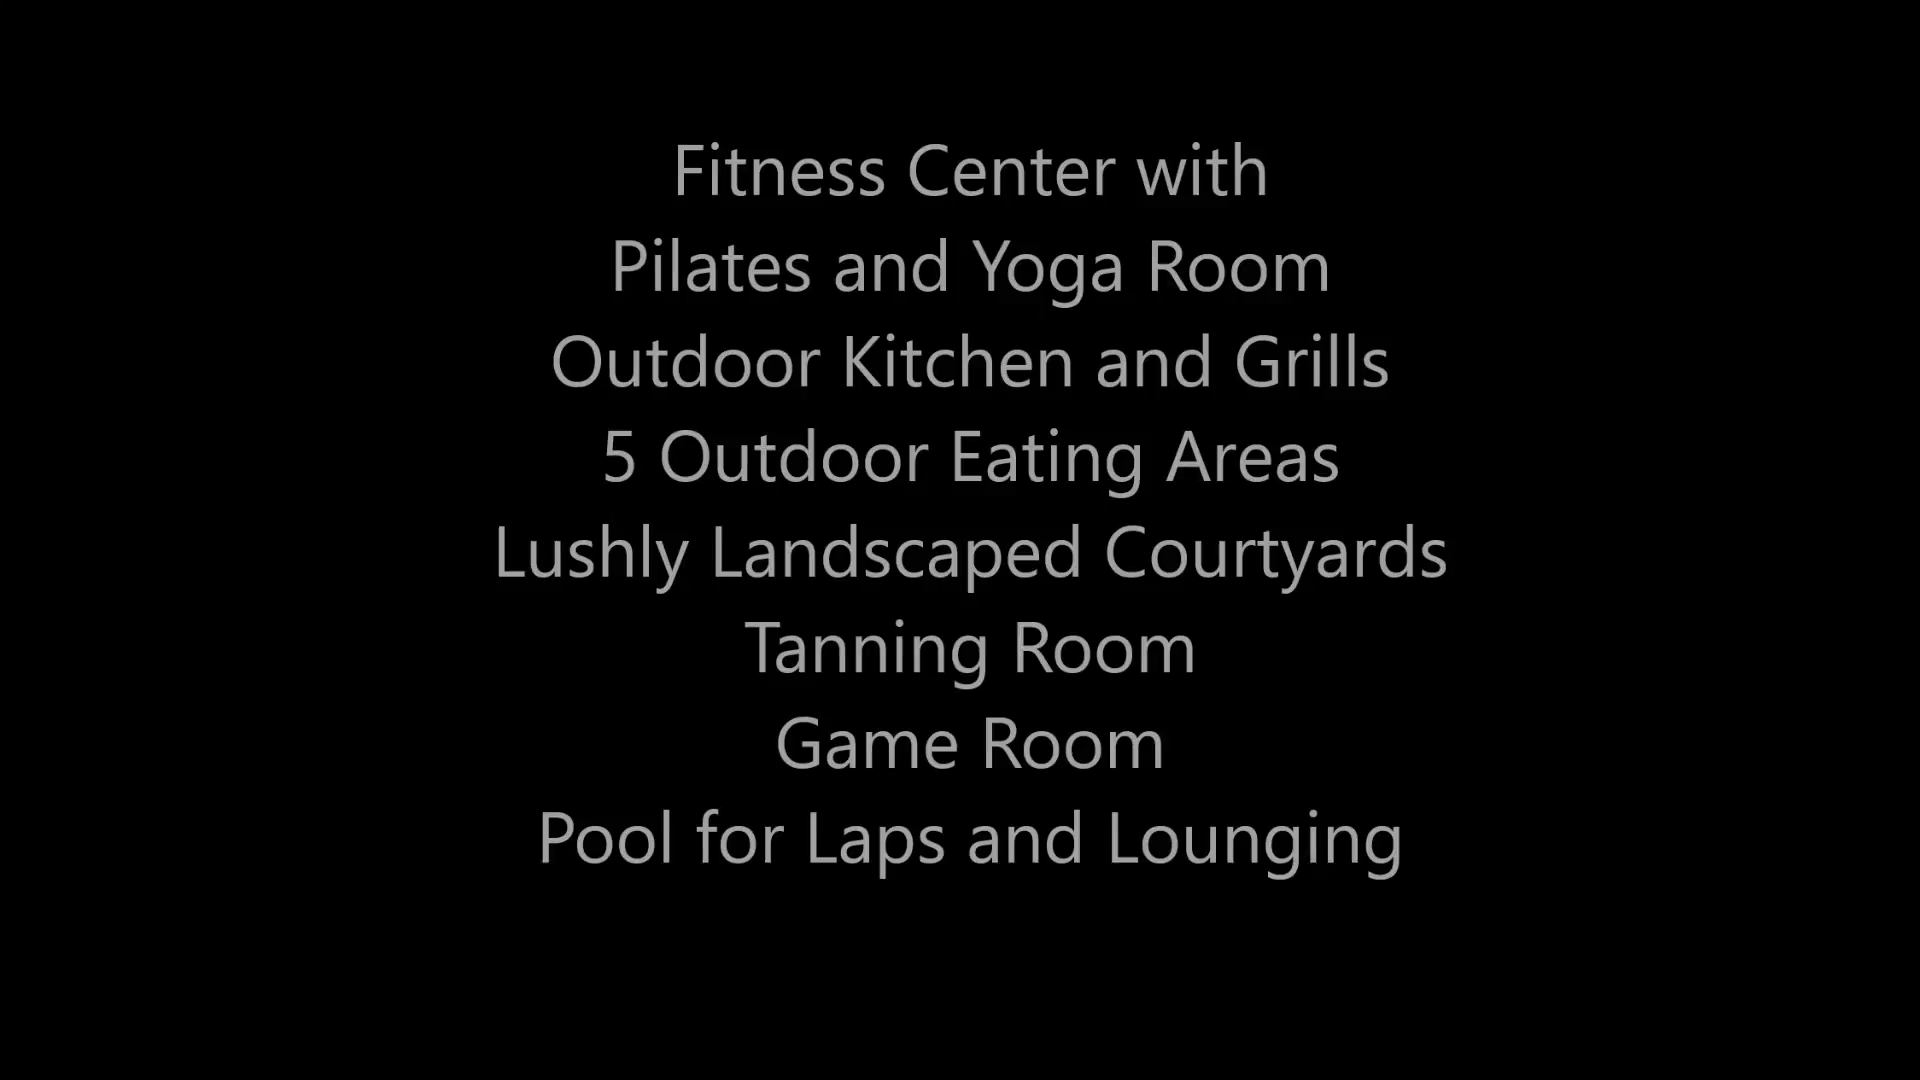 Fitness Center with
Pilates and Yoga Room
Outdoor Kitchen and Grills
5 Outdoor Eating Areas
Lushly Landscaped Courtyards
Tanning Room
Game Room
Pool for Laps and Lounging